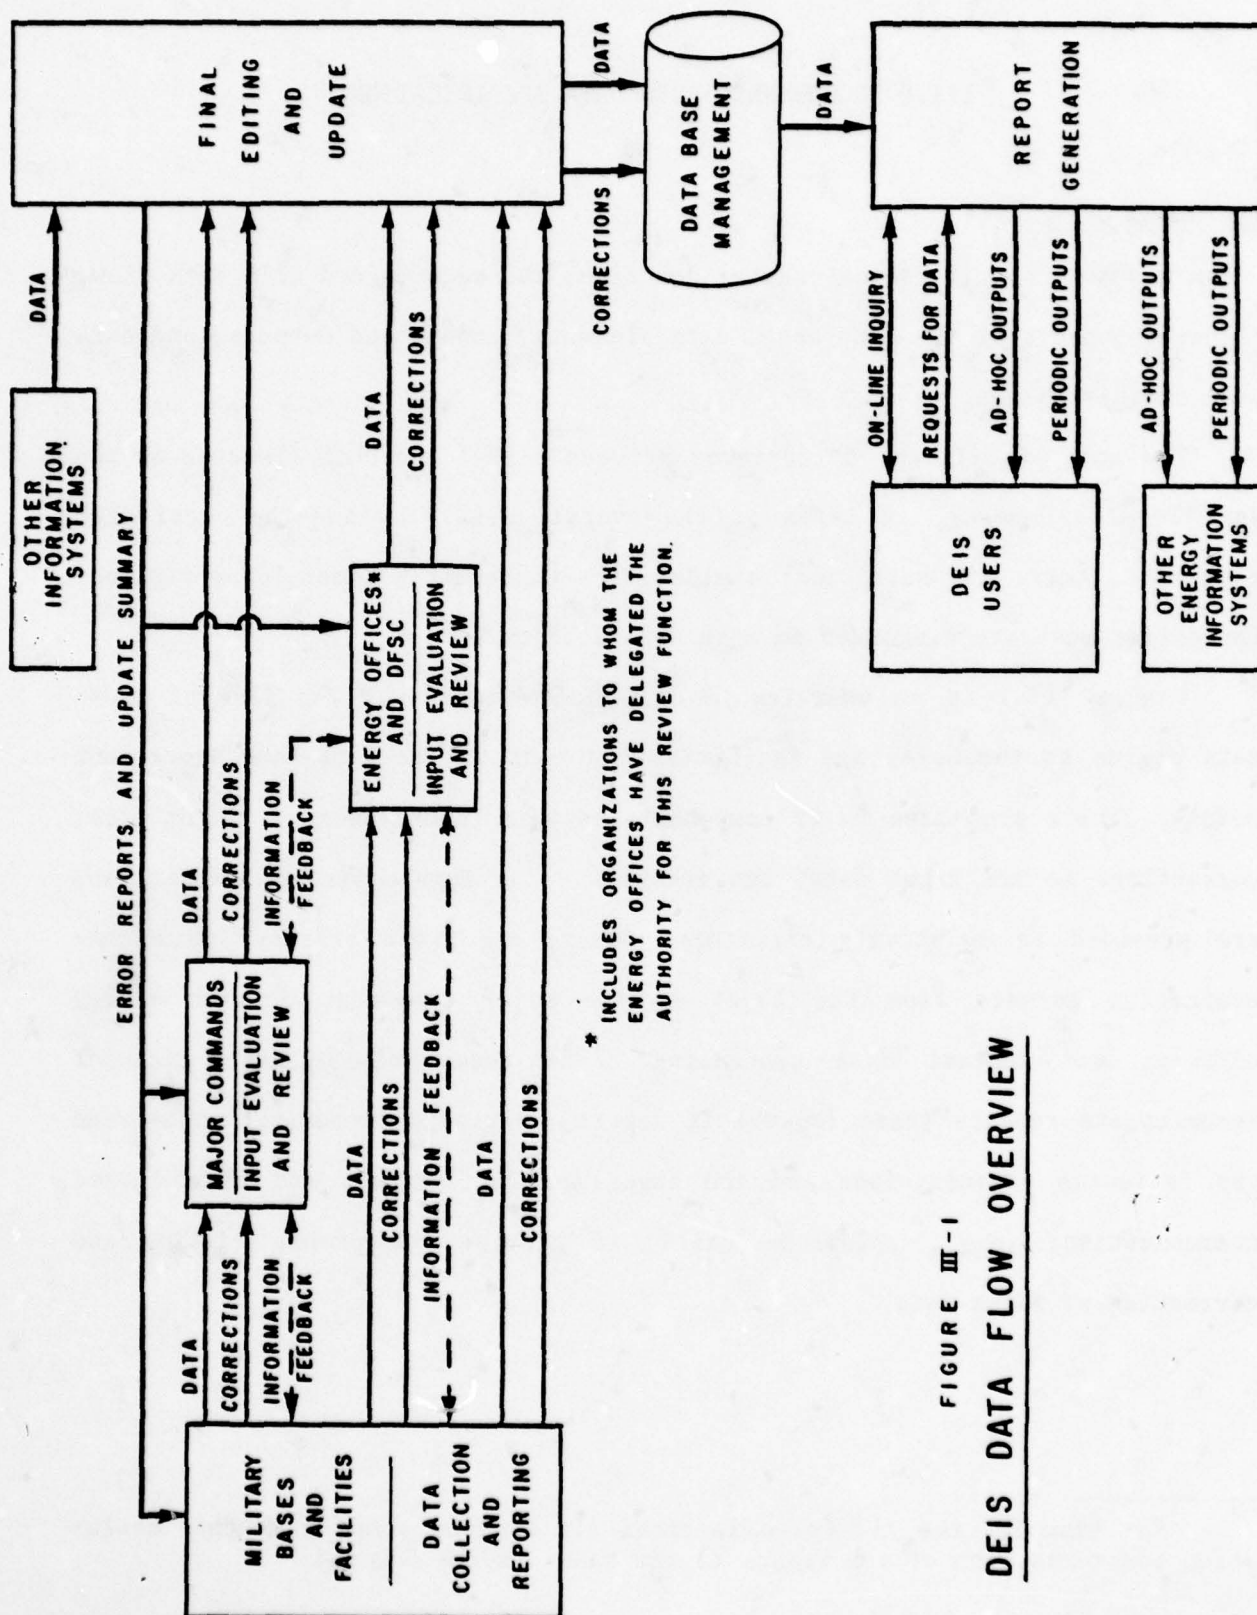 OTHER
INFORMATION
SYSTEMS
DATA
ERROR REPORTS AND UPDATE SUMMARY
FINAL
EDITING
AND
UPDATE
MILITARY
BASES
AND
FACILITIES
DATA
COLLECTION
AND
REPORTING
DATA
CORRECTIONS
INFORMATION
FEEDBACK
MAJOR COMMANDS
INPUT EVALUATION
AND REVIEW
DATA
CORRECTIONS
INFORMATION
FEEDBACK
DATA
CORRECTIONS
INFORMATION FEEDBACK
ENERGY OFFICES*
AND DFSC
INPUT EVALUATION
AND REVIEW
DATA
CORRECTIONS
DATA
CORRECTIONS
* INCLUDES ORGANIZATIONS TO WHOM THE
ENERGY OFFICES HAVE DELEGATED THE
AUTHORITY FOR THIS REVIEW FUNCTION.
CORRECTIONS
DATA
DATA BASE
MANAGEMENT
DATA
REPORT
GENERATION
ON-LINE INQUIRY
REQUESTS FOR DATA
AD-HOC OUTPUTS
PERIODIC OUTPUTS
DEIS
USERS
AD-HOC OUTPUTS
PERIODIC OUTPUTS
OTHER
ENERGY
INFORMATION
SYSTEMS
FIGURE III-I
DEIS DATA FLOW OVERVIEW